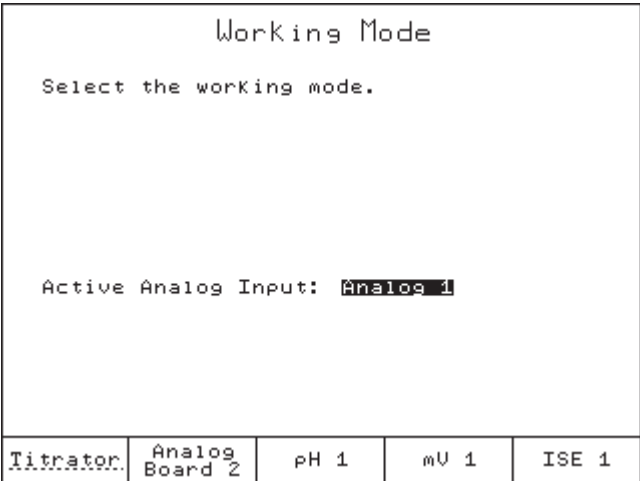 Working Mode
Select the working mode.
Active Analog Input: Analog 1
Titrator
Analog
Board 2
pH 1
mV 1
ISE 1